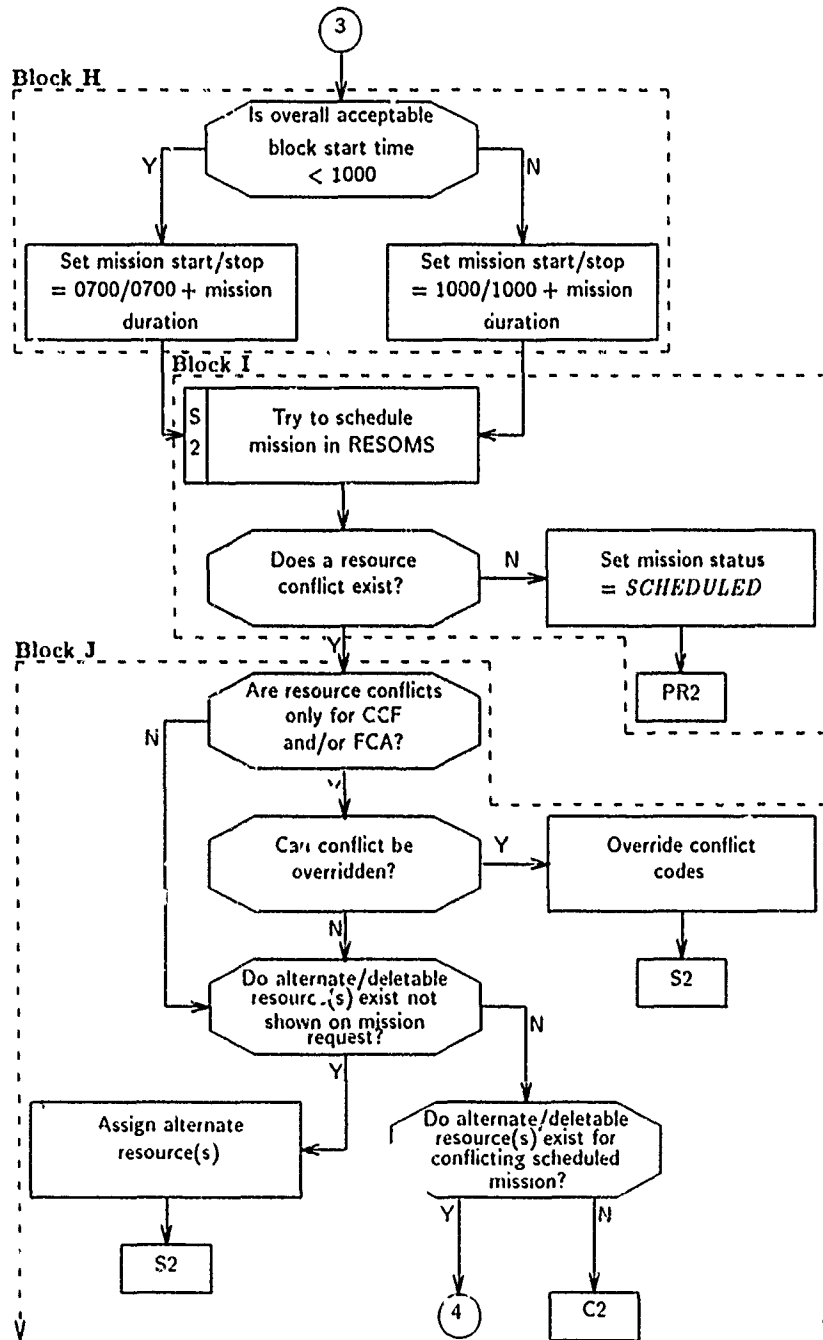 3
Block H
Is overall acceptable
block start time
< 1000
Y
N
Set mission start/stop
= 0700/0700 + mission
duration
Set mission start/stop
= 1000/1000 + mission
duration
Block I
S
2
Try to schedule
mission in RESOMS
Does a resource
conflict exist?
N
Set mission status
= SCHEDULED
Y
Block J
PR2
Are resource conflicts
only for CCF
and/or FCA?
N
Y
Can conflict be
overridden?
Y
Override conflict
codes
N
S2
Do alternate/deletable
resource(s) exist not
shown on mission
request?
N
Y
Assign alternate
resource(s)
Do alternate/deletable
resource(s) exist for
conflicting scheduled
mission?
Y
N
S2
4
C2